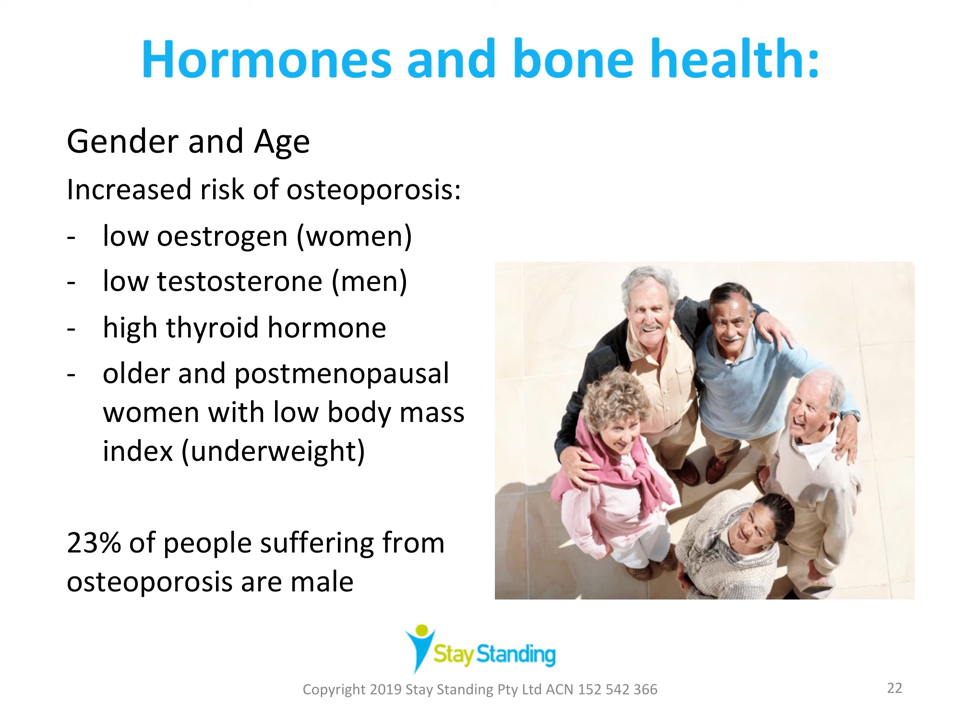 Hormones and bone health:
Gender and Age
Increased risk of osteoporosis:
- low oestrogen (women)
- low testosterone (men)
- high thyroid hormone
- older and postmenopausal
women with low body mass
index (underweight)
23% of people suffering from
osteoporosis are male
Stay Standing
Copyright 2019 Stay Standing Pty Ltd ACN 152 542 366
22